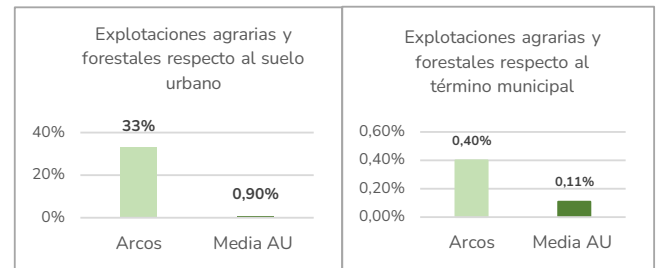 Explotaciones agrarias y
forestales respecto al suelo
urbano
40%
20%
0%
33%
0,90%
Arcos
Media AU
Explotaciones agrarias y
forestales respecto al
término municipal
0,60%
0,40%
0,20%
0,00%
0,40%
0,11%
Arcos
Media AU